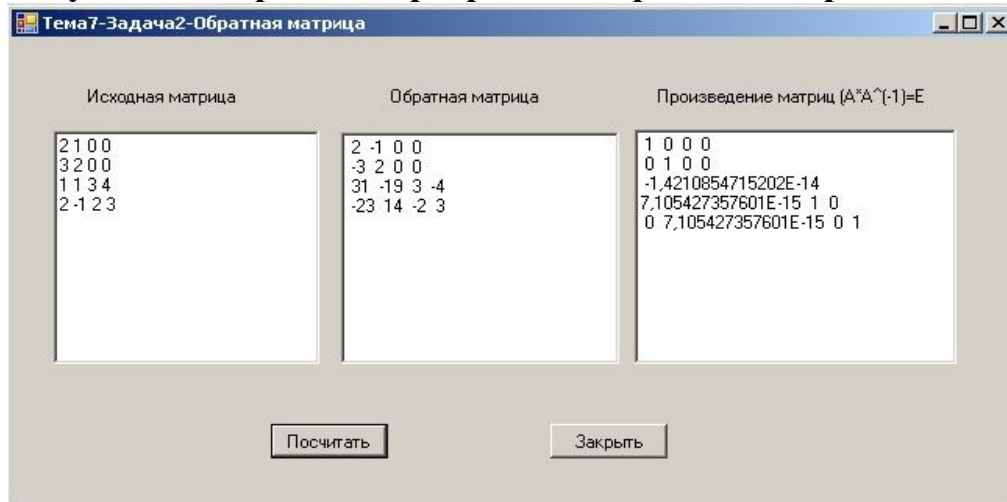 Тема7-Задача2-Обратная матрица
Исходная матрица
Обратная матрица
Произведение матриц (A*A^(-1)=E
2 1 0 0
3 2 0 0
1 1 3 4
2 -1 2 3
2 -1 0 0
-3 2 0 0
31 -19 3 -4
-23 14 -2 3
1 0 0 0
0 1 0 0
-1,4210854715202E-14
7,105427357601E-15 1 0
0 7,105427357601E-15 0 1
Посчитать
Закрыть